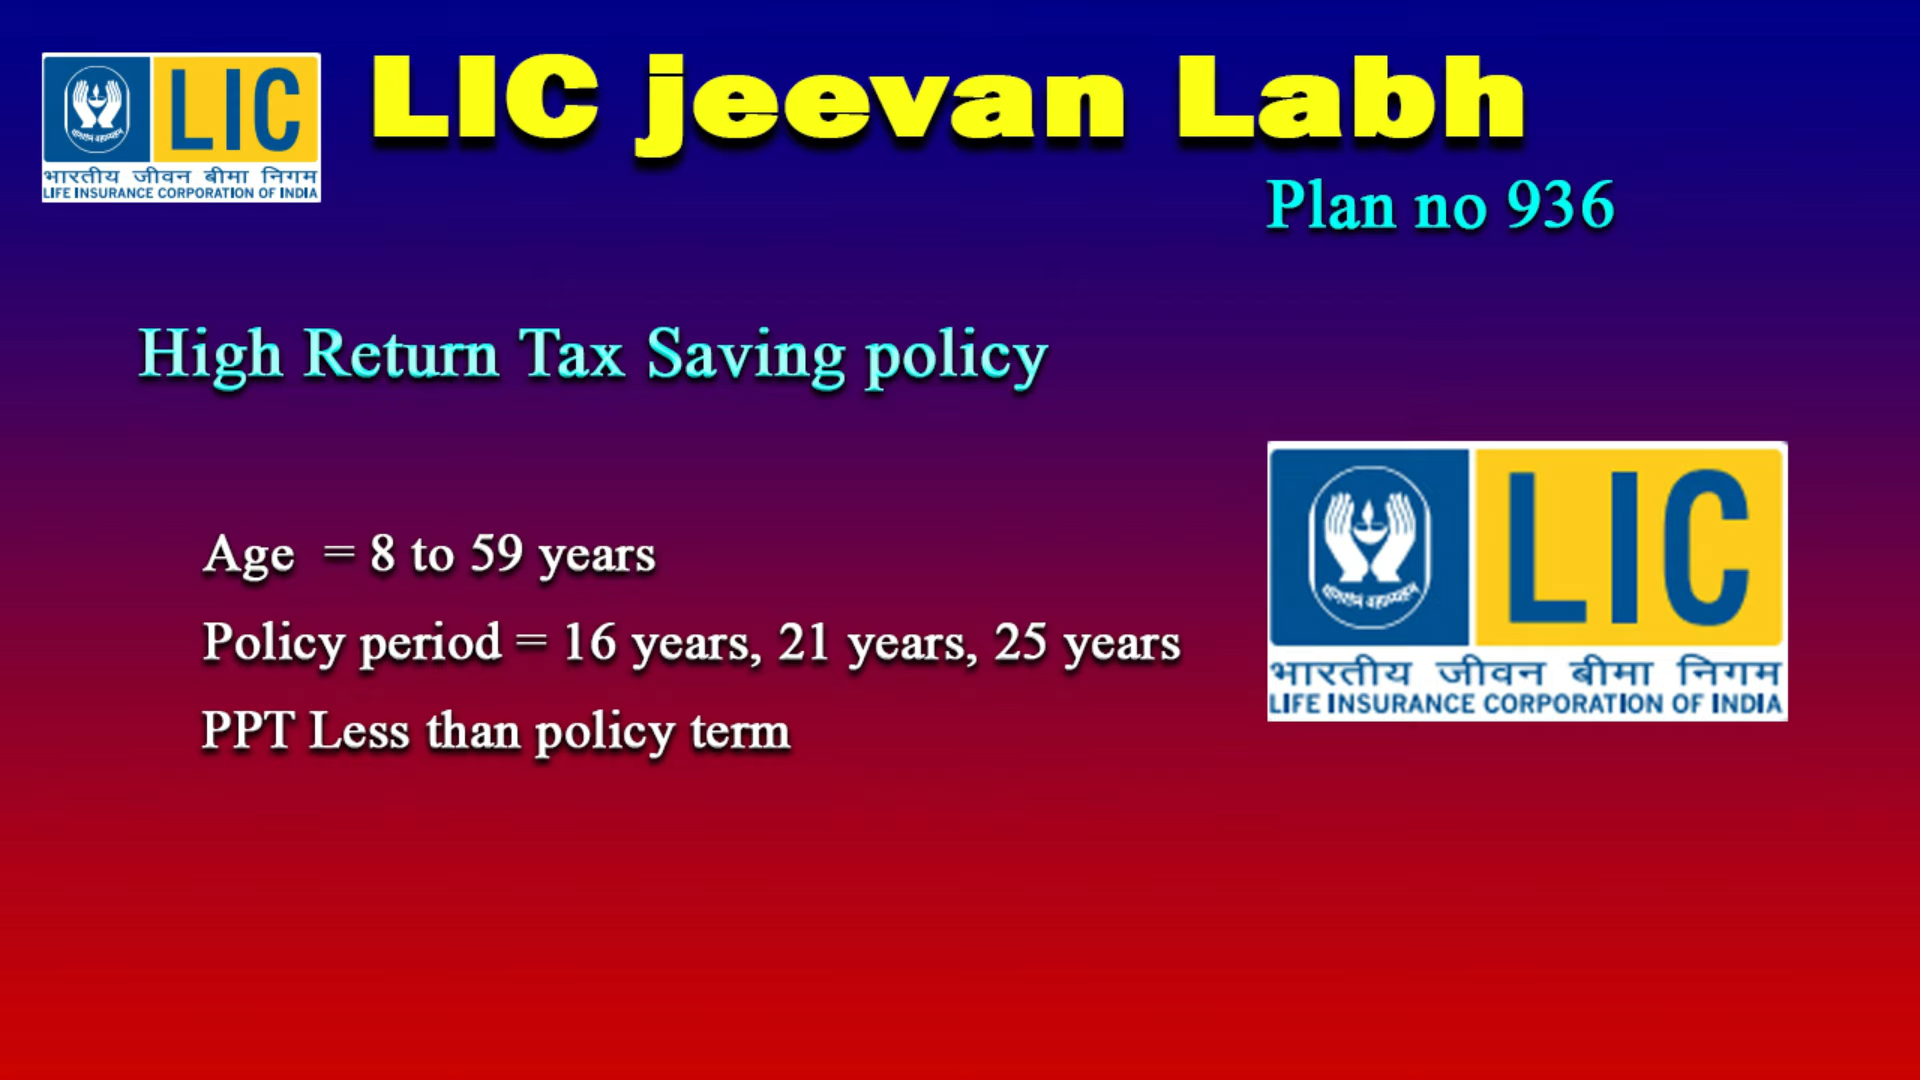 LIC
भारतीय जीवन बीमा निगम
LIFE INSURANCE CORPORATION OF INDIA
LIC jeevan Labh
Plan no 936
High Return Tax Saving policy
Age = 8 to 59 years
Policy period = 16 years, 21 years, 25 years
PPT Less than policy term
LIC
भारतीय जीवन बीमा निगम
LIFE INSURANCE CORPORATION OF INDIA